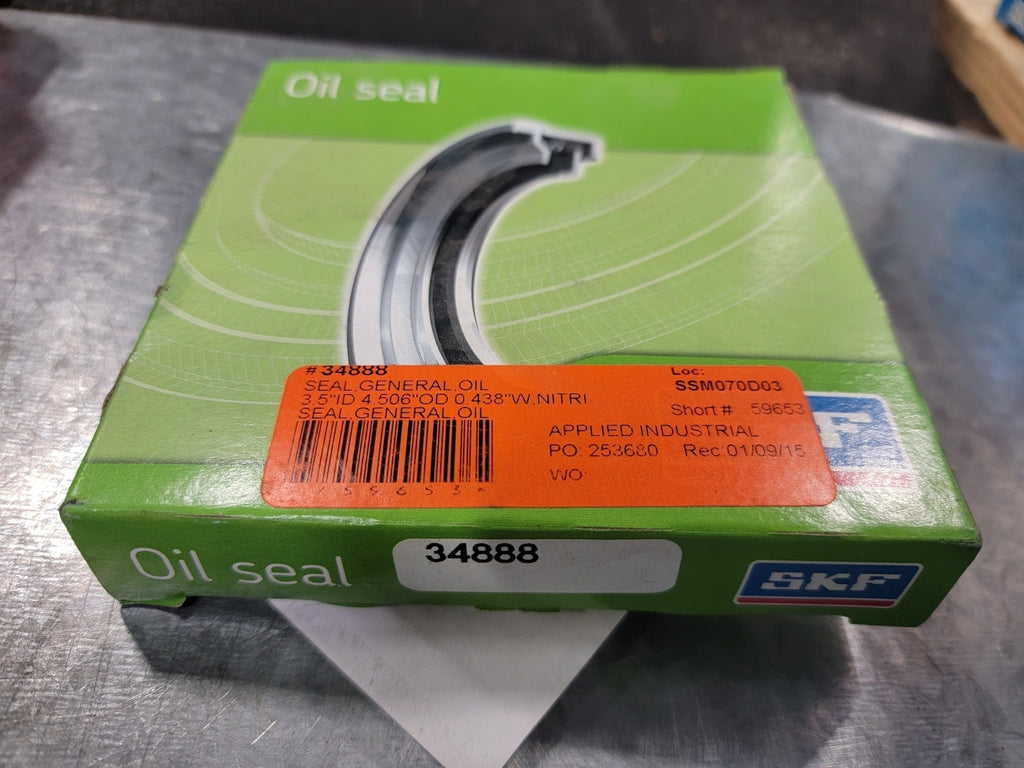 Oil seal
#34888
SEAL,GENERAL,OIL
3.5"ID 4.506"OD 0.438"W,NITRI
SEAL,GENERAL,OIL
Loc:
SSM070D03
Short # 59653
APPLIED INDUSTRIAL
PO: 253680 Rec:01/09/15
WO:
Oil seal
34888
SKF